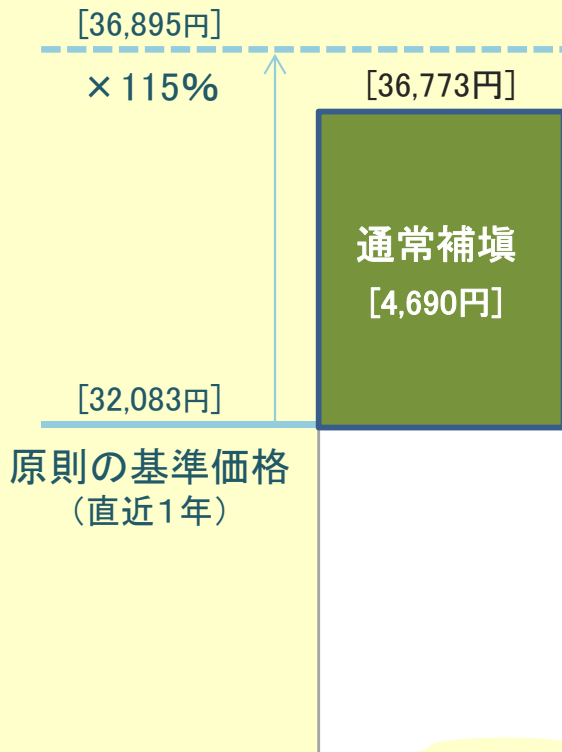 [36,895円]
×115%
[36,773円]
通常補塡
[4,690円]
[32,083円]
原則の基準価格
（直近１年）